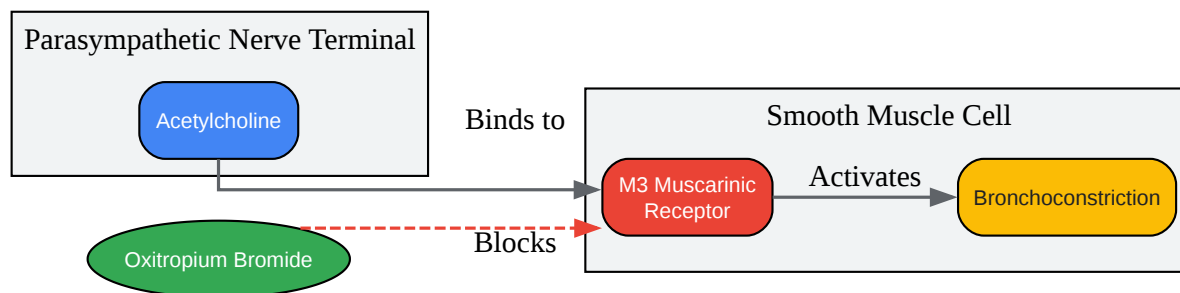 Parasympathetic Nerve Terminal
Acetylcholine
Binds to
Smooth Muscle Cell
M3 Muscarinic
Receptor
Activates
Bronchoconstriction
Blocks
Oxitropium Bromide